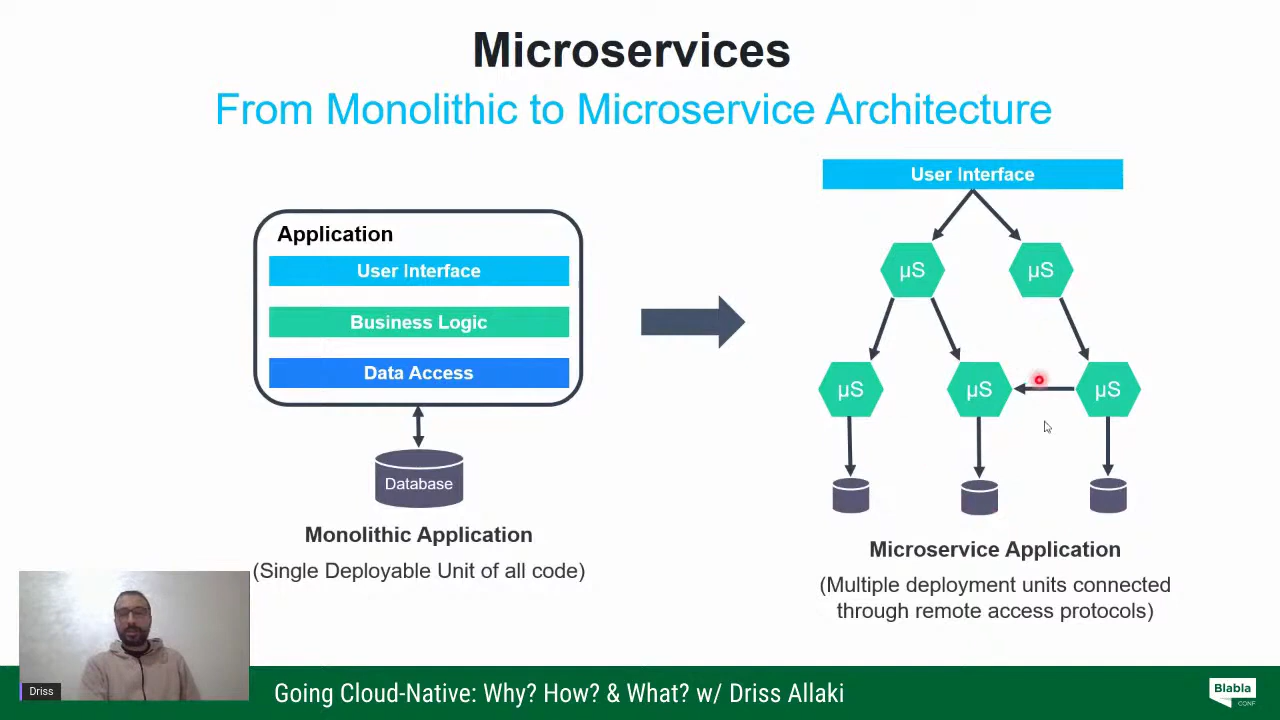 Microservices
From Monolithic to Microservice Architecture
Application
User Interface
Business Logic
Data Access
Database
Monolithic Application
(Single Deployable Unit of all code)
User Interface
µS
µS
µS
µS
µS
Microservice Application
(Multiple deployment units connected
through remote access protocols)
Driss
Going Cloud-Native: Why? How? & What? w/ Driss Allaki
Blabla
CONF